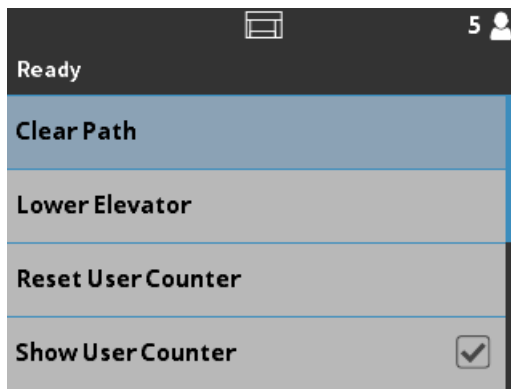 5
Ready
Clear Path
Lower Elevator
Reset User Counter
Show User Counter